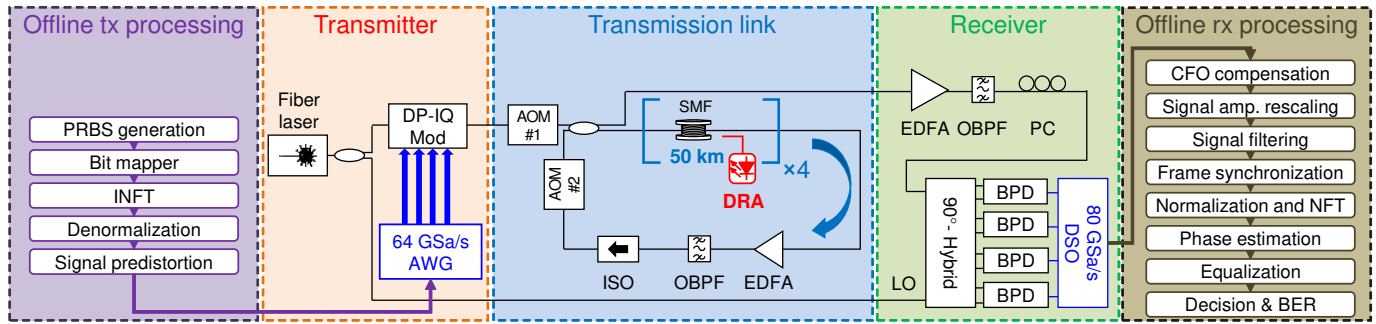 Offline tx processing
PRBS generation
Bit mapper
INFT
Denormalization
Signal predistortion
Transmitter
Fiber
laser
DP-IQ
Mod
64 GSa/s
AWG
Transmission link
AOM
#1
AOM
#2
SMF
50 km
×4
DRA
ISO
OBPF
EDFA
Receiver
EDFA
OBPF
PC
LO
90° - Hybrid
BPD
BPD
BPD
BPD
80 GSa/s
DSO
Offline rx processing
CFO compensation
Signal amp. rescaling
Signal filtering
Frame synchronization
Normalization and NFT
Phase estimation
Equalization
Decision & BER